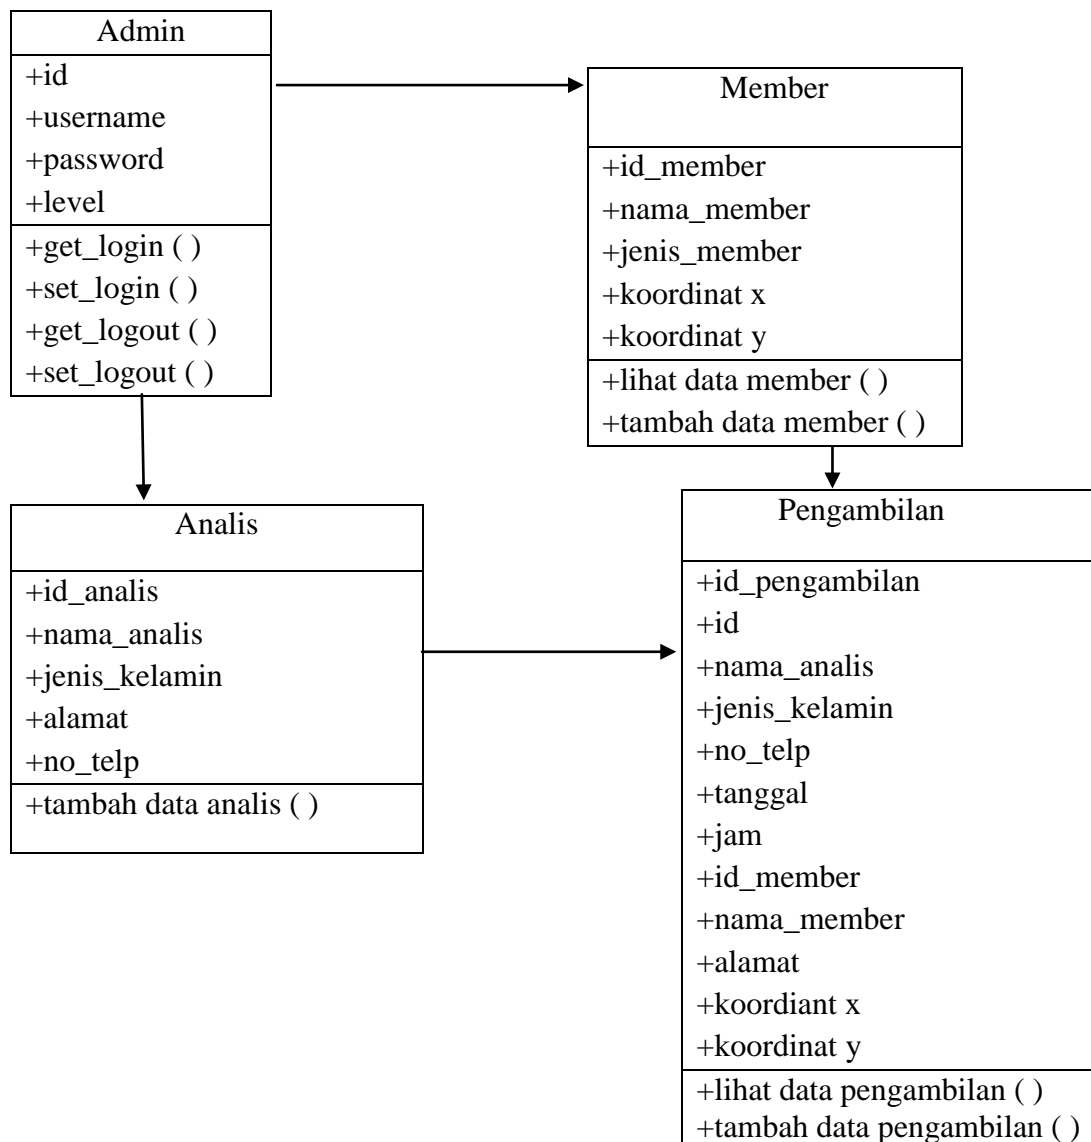 Admin
+id
+username
+password
+level
+get_login ( )
+set_login ( )
+get_logout ( )
+set_logout ( )
Member
+id_member
+nama_member
+jenis_member
+koordinat x
+koordinat y
+lihat data member ( )
+tambah data member ( )
Analis
+id_analis
+nama_analis
+jenis_kelamin
+alamat
+no_telp
+tambah data analis ( )
Pengambilan
+id_pengambilan
+id
+nama_analis
+jenis_kelamin
+no_telp
+tanggal
+jam
+id_member
+nama_member
+alamat
+koordiant x
+koordinat y
+lihat data pengambilan ( )
+tambah data pengambilan ( )